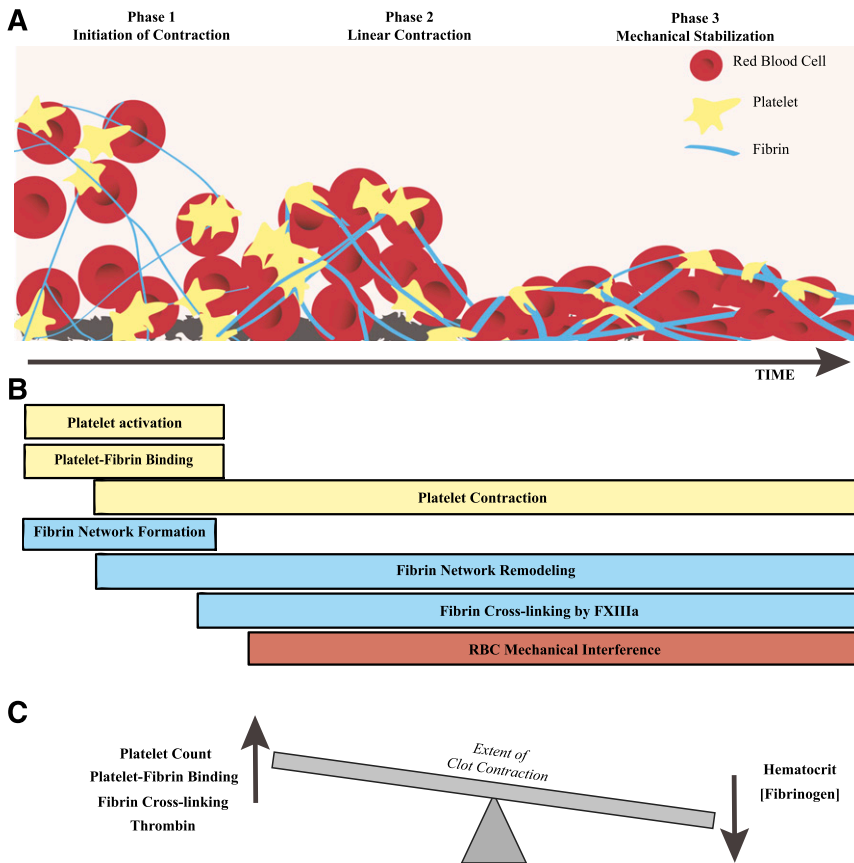 A
Phase 1
Initiation of Contraction
Phase 2
Linear Contraction
Phase 3
Mechanical Stabilization
Red Blood Cell
Platelet
Fibrin
TIME
B
Platelet activation
Platelet-Fibrin Binding
Platelet Contraction
Fibrin Network Formation
Fibrin Network Remodeling
Fibrin Cross-linking by FXIIIa
RBC Mechanical Interference
C
Platelet Count
Platelet-Fibrin Binding
Fibrin Cross-linking
Thrombin
Extent of
Clot Contraction
Hematocrit
[Fibrinogen]